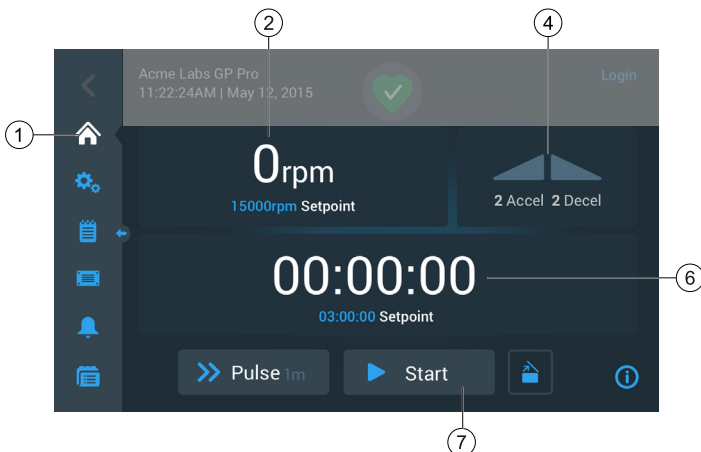 2
4
Acme Labs GP Pro
11:22:24AM | May 12, 2015
Login
1
0rpm
15000rpm Setpoint
2 Accel 2 Decel
00:00:00
6
03:00:00 Setpoint
Pulse 1m
Start
7